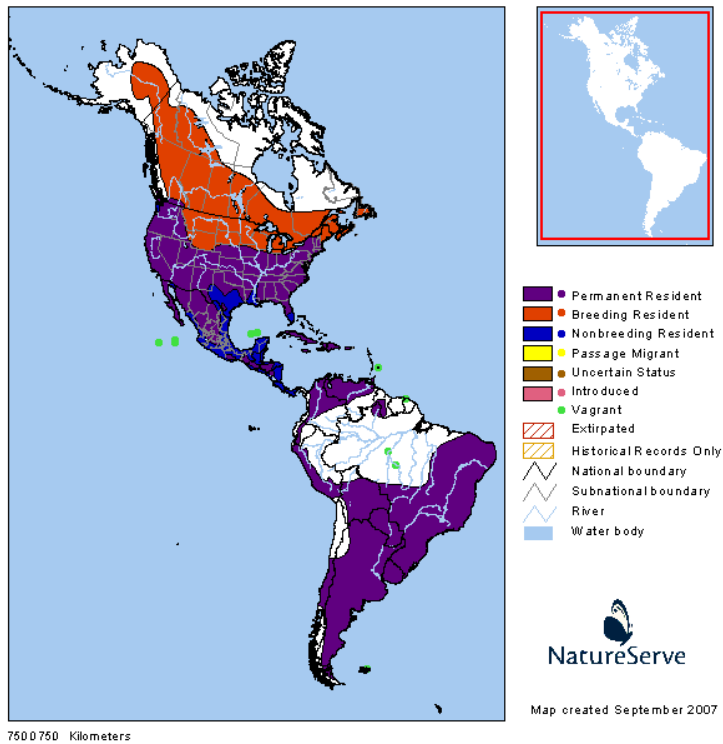 Permanent Resident
Breeding Resident
Nonbreeding Resident
Passage Migrant
Uncertain Status
Introduced
Vagrant
Extirpated
Historical Records Only
National boundary
Subnational boundary
River
Water body
NatureServe
Map created September 2007
750 0 750 Kilometers